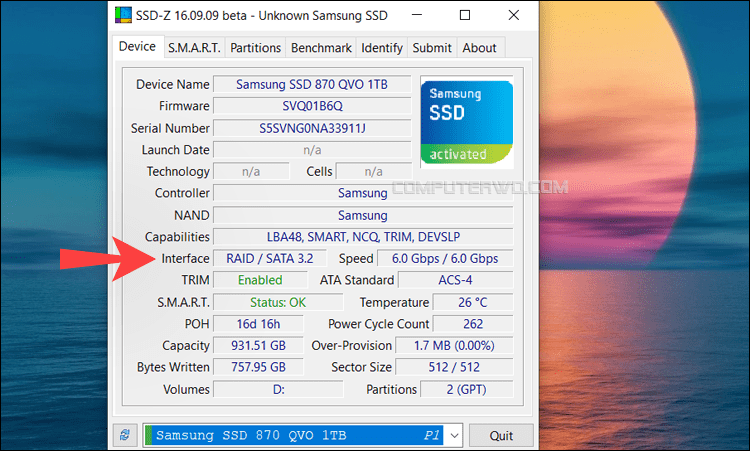 SSD-Z 16.09.09 beta - Unknown Samsung SSD
Device S.M.A.R.T. Partitions Benchmark Identify Submit About
Device Name Samsung SSD 870 QVO 1TB
Firmware SVQ01B6Q
Serial Number S5SVNG0NA33911J
Launch Date n/a
Technology n/a Cells n/a
Samsung
SSD
activated
Controller Samsung
COMPUTERWD.COM
NAND Samsung
Capabilities LBA48, SMART, NCQ, TRIM, DEVSLP
Interface RAID / SATA 3.2 Speed 6.0 Gbps / 6.0 Gbps
TRIM Enabled ATA Standard ACS-4
S.M.A.R.T. Status: OK Temperature 26 °C
POH 16d 16h Power Cycle Count 262
Capacity 931.51 GB Over-Provision 1.7 MB (0.00%)
Bytes Written 757.95 GB Sector Size 512 / 512
Volumes D: Partitions 2 (GPT)
Samsung SSD 870 QVO 1TB P1 Quit